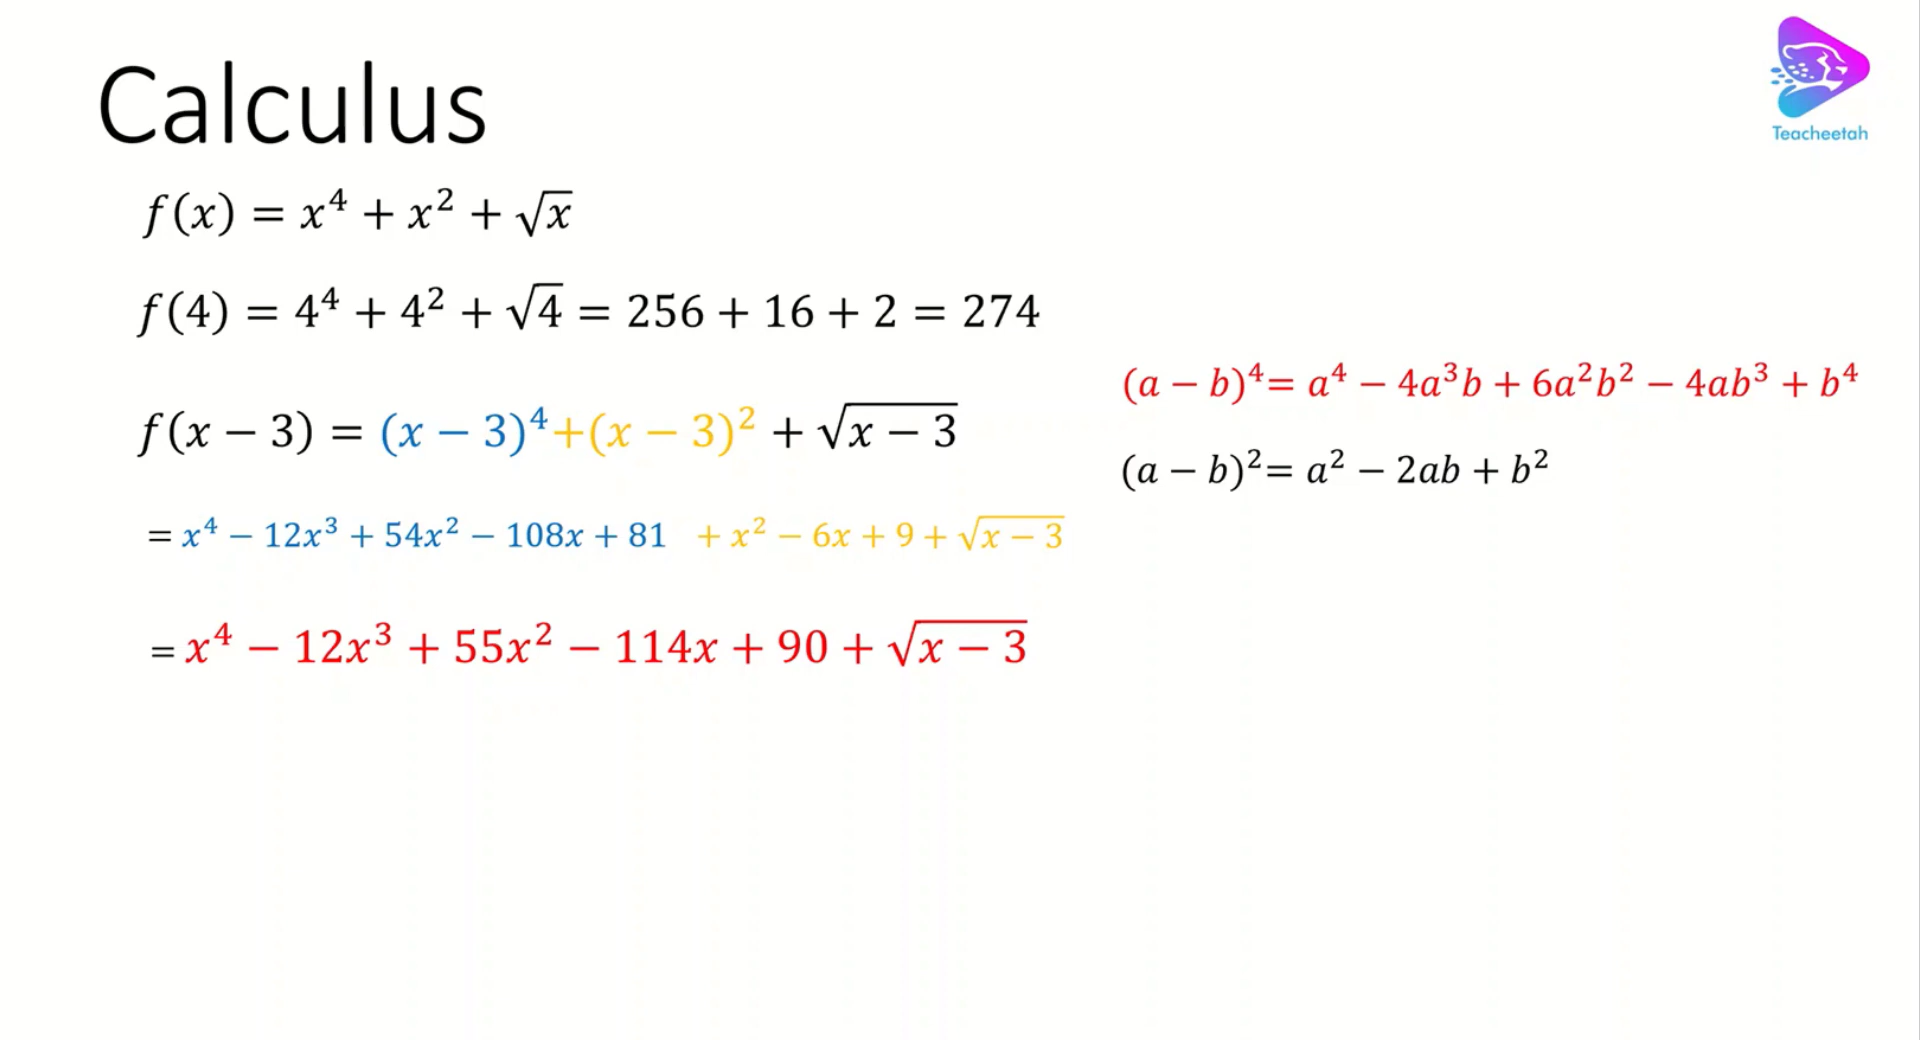 Calculus
Teacheetah
f(x) = x⁴ + x² + √x
f(4) = 4⁴ + 4² + √4 = 256 + 16 + 2 = 274
(a − b)⁴= a⁴ − 4a³b + 6a²b² − 4ab³ + b⁴
f(x − 3) = (x − 3)⁴+(x − 3)² + √(x − 3)
(a − b)²= a² − 2ab + b²
= x⁴ − 12x³ + 54x² − 108x + 81 + x² − 6x + 9 + √(x − 3)
= x⁴ − 12x³ + 55x² − 114x + 90 + √(x − 3)